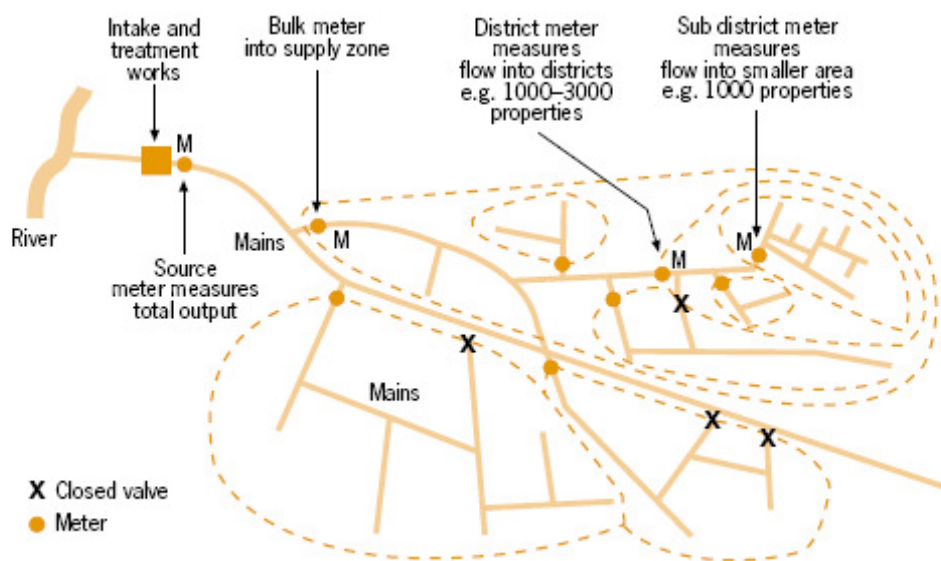 Intake and
treatment
works
Bulk meter
into supply zone
District meter
measures
flow into districts
e.g. 1000–3000
properties
Sub district meter
measures
flow into smaller area
e.g. 1000 properties
M
River
Source
meter measures
total output
Mains
M
M
M
Mains
X
X
X
X
X Closed valve
Meter